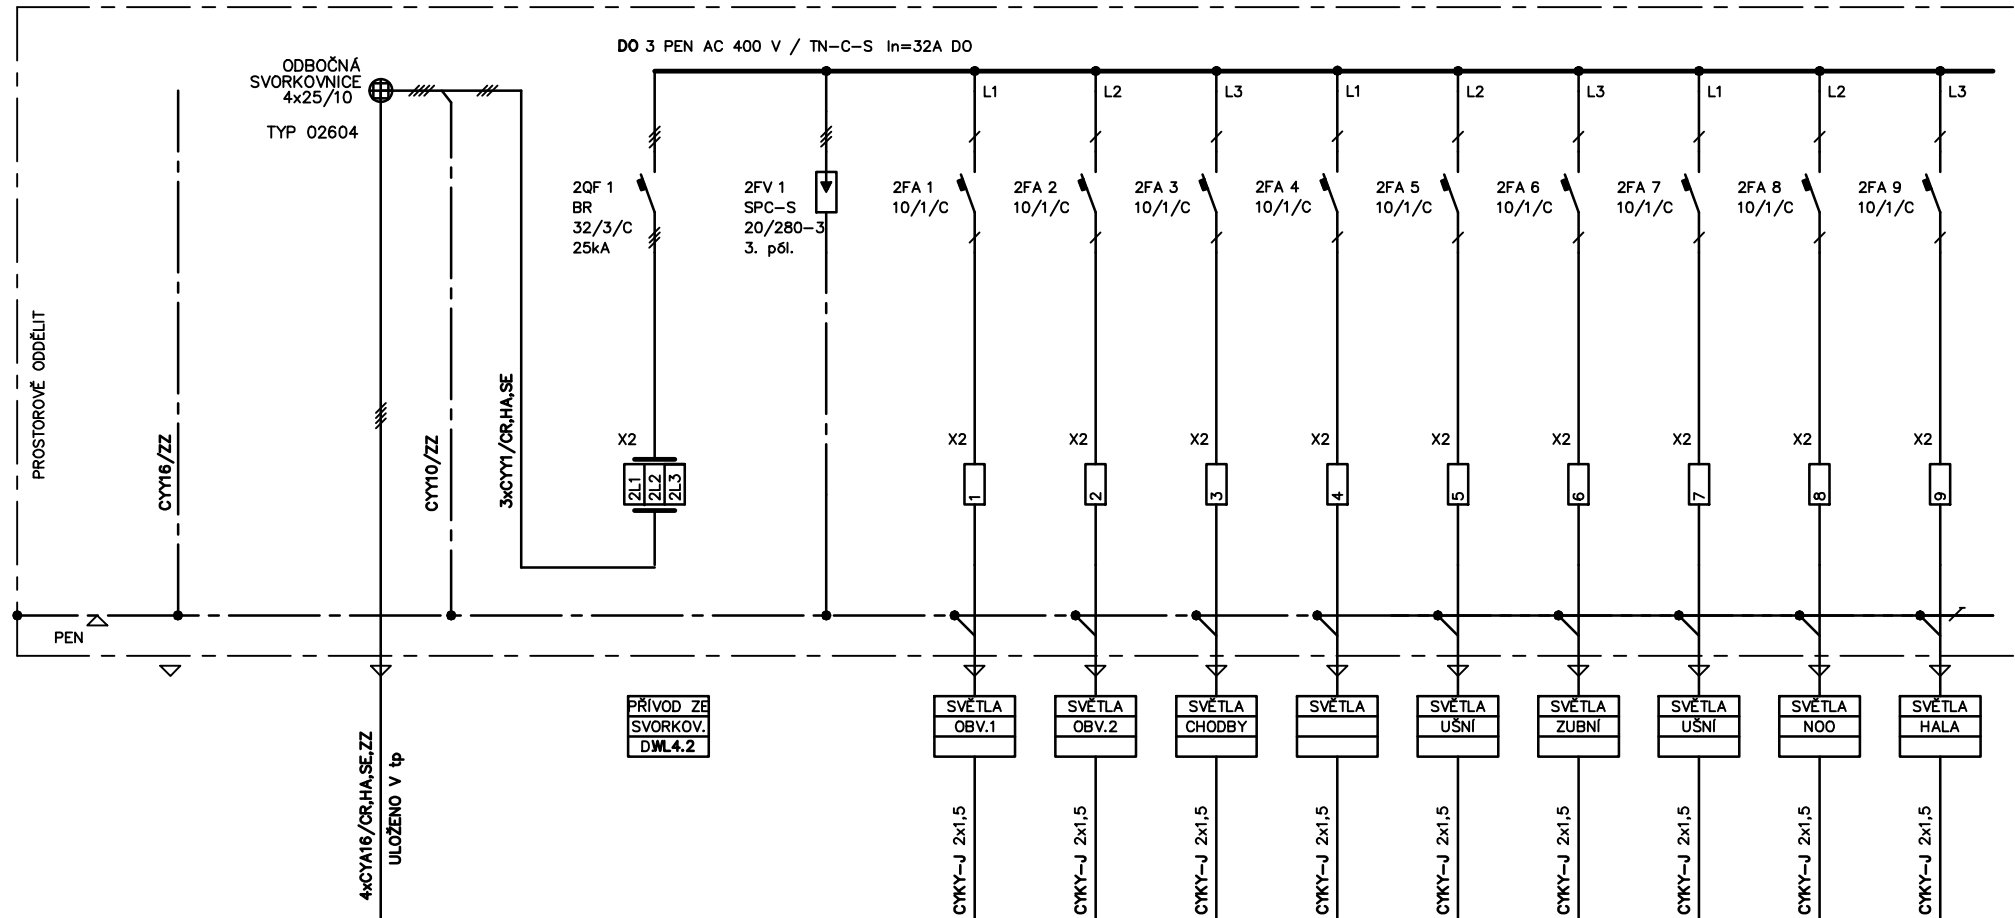 DO 3 PEN AC 400 V / TN-C-S In=32A DO
ODBOČNÁ
SVORKOVNICE
4x25/10
TYP 02604
L1
L2
L3
L1
L2
L3
L1
L2
L3
2QF 1
BR
32/3/C
25kA
2FV 1
SPC-S
20/280-3
3. pól.
2FA 1
10/1/C
2FA 2
10/1/C
2FA 3
10/1/C
2FA 4
10/1/C
2FA 5
10/1/C
2FA 6
10/1/C
2FA 7
10/1/C
2FA 8
10/1/C
2FA 9
10/1/C
PROSTOROVĚ ODDĚLIT
CYY16/ZZ
CYY10/ZZ
3xCYY1/CR,HA,SE
X2
2L1
2L2
2L3
X2
1
X2
2
X2
3
X2
4
X2
5
X2
6
X2
7
X2
8
X2
9
PEN
4xCYA16/CR,HA,SE,ZZ
ULOŽENO V tp
PŘÍVOD ZE
SVORKOV.
SVĚTLA
OBV.1
SVĚTLA
OBV.2
SVĚTLA
CHODBY
SVĚTLA
SVĚTLA
UŠNÍ
SVĚTLA
ZUBNÍ
SVĚTLA
UŠNÍ
SVĚTLA
NOO
SVĚTLA
HALA
CYKY-J 2x1,5
CYKY-J 2x1,5
CYKY-J 2x1,5
CYKY-J 2x1,5
CYKY-J 2x1,5
CYKY-J 2x1,5
CYKY-J 2x1,5
CYKY-J 2x1,5
CYKY-J 2x1,5